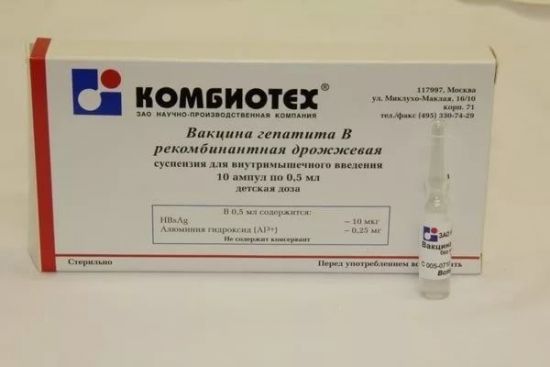 КОМБИОТЕХ®
ЗАО НАУЧНО-ПРОИЗВОДСТВЕННАЯ КОМПАНИЯ
117997, Москва
ул. Миклухо-Маклая, 16/10
корп. 71
тел./факс (495) 330-74-29
Вакцина гепатита В
рекомбинантная дрожжевая
суспензия для внутримышечного введения
10 ампул по 0,5 мл
детская доза
В 0,5 мл содержится:
HBsAg – 10 мкг
Алюминия гидроксид (Al³⁺) – 0,25 мг
Не содержит консервант
Стерильно
Перед употреблением
ЗАО
Вакцина